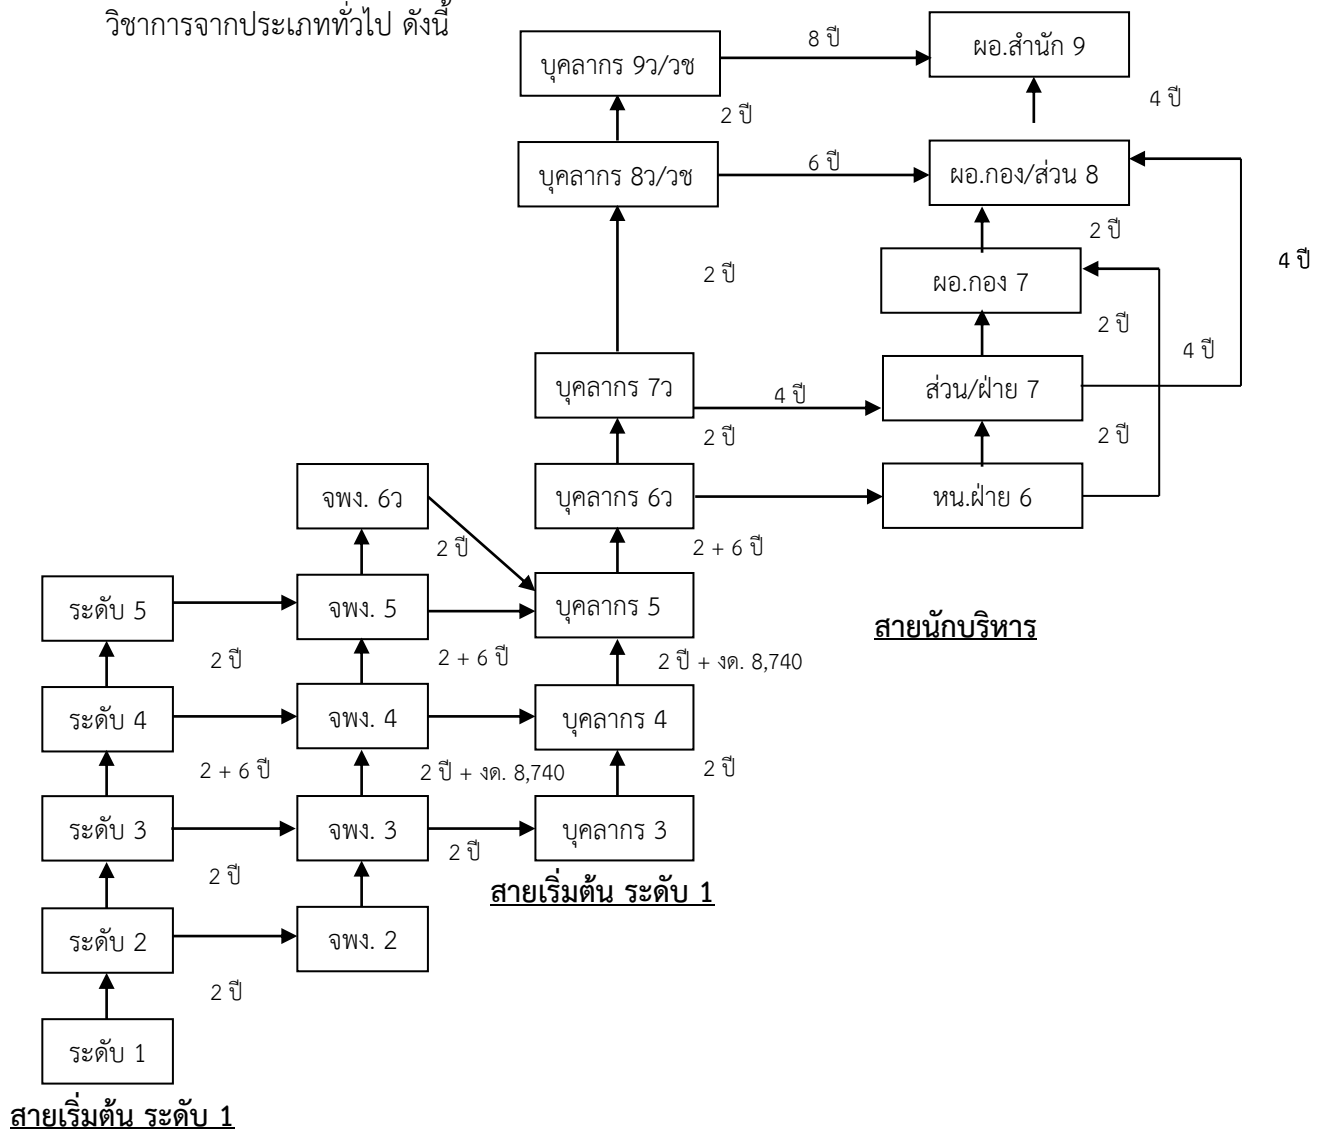 วิชาการจากประเภททั่วไป ดังนี้
บุคลากร 9ว/วช
8 ปี
ผอ.สำนัก 9
2 ปี
4 ปี
บุคลากร 8ว/วช
6 ปี
ผอ.กอง/ส่วน 8
2 ปี
2 ปี
4 ปี
ผอ.กอง 7
2 ปี
4 ปี
บุคลากร 7ว
4 ปี
ส่วน/ฝ่าย 7
2 ปี
2 ปี
จพง. 6ว
บุคลากร 6ว
หน.ฝ่าย 6
2 ปี
2 + 6 ปี
ระดับ 5
จพง. 5
บุคลากร 5
สายนักบริหาร
2 ปี
2 + 6 ปี
2 ปี + งด. 8,740
ระดับ 4
จพง. 4
บุคลากร 4
2 + 6 ปี
2 ปี + งด. 8,740
2 ปี
ระดับ 3
จพง. 3
บุคลากร 3
2 ปี
2 ปี
สายเริ่มต้น ระดับ 1
ระดับ 2
จพง. 2
2 ปี
ระดับ 1
สายเริ่มต้น ระดับ 1